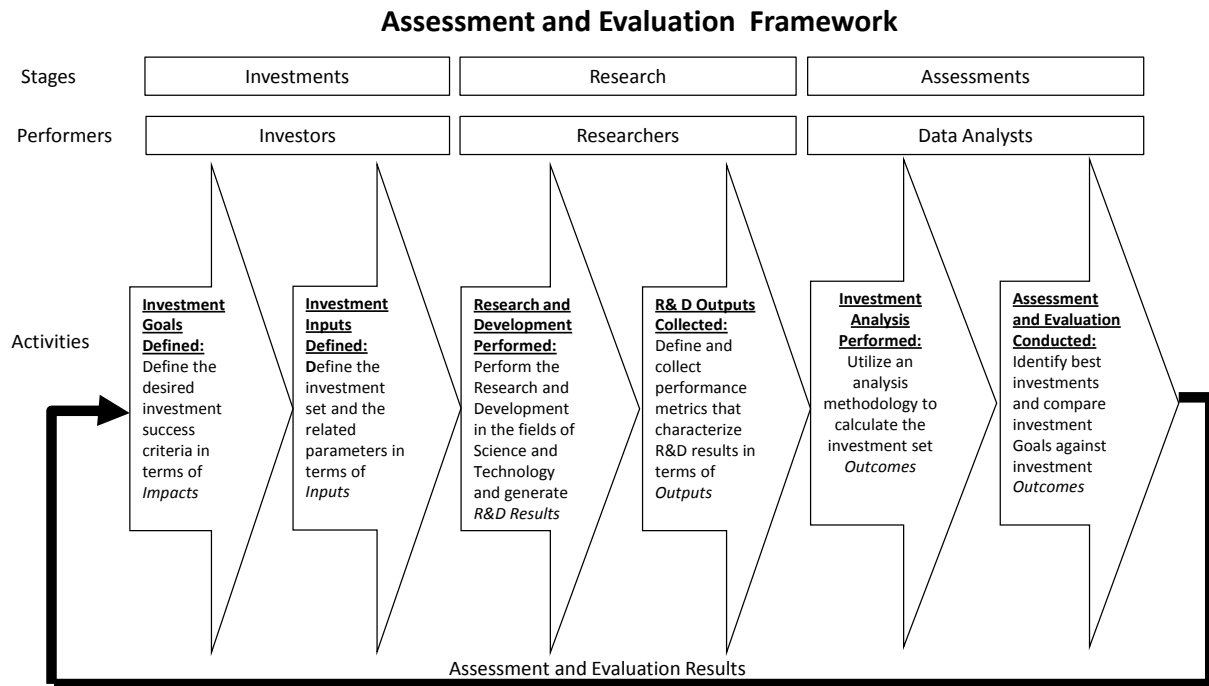 Assessment and Evaluation  Framework
Stages
Investments
Research
Assessments
Performers
Investors
Researchers
Data Analysts
Activities
Investment
Goals
Defined:
Define the
desired
investment
success
criteria in
terms of
Impacts
Investment
Inputs
Defined:
Define the
investment
set and the
related
parameters in
terms of
Inputs
Research and
Development
Performed:
Perform the
Research and
Development
in the fields of
Science and
Technology
and generate
R&D Results
R& D Outputs
Collected:
Define and
collect
performance
metrics that
characterize
R&D results in
terms of
Outputs
Investment
Analysis
Performed:
Utilize an
analysis
methodology to
calculate the
investment set
Outcomes
Assessment
and Evaluation
Conducted:
Identify best
investments
and compare
investment
Goals against
investment
Outcomes
Assessment and Evaluation Results